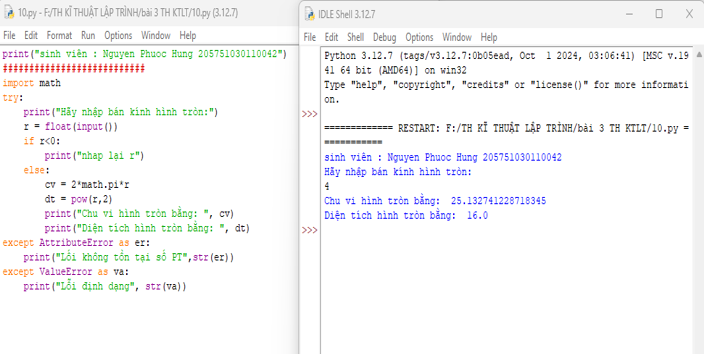 10.py - F:/TH KĨ THUẬT LẬP TRÌNH/bài 3 TH KTLT/10.py (3.12.7)
File Edit Format Run Options Window Help
print("sinh viên : Nguyen Phuoc Hung 205751030110042")
###########################
import math
try:
    print("Hãy nhập bán kính hình tròn:")
    r = float(input())
    if r<0:
        print("nhap lại r")
    else:
        cv = 2*math.pi*r
        dt = pow(r,2)
        print("Chu vi hình tròn bằng: ", cv)
        print("Diện tích hình tròn bằng: ", dt)
except AttributeError as er:
    print("Lỗi không tồn tại số PT",str(er))
except ValueError as va:
    print("Lỗi định dạng", str(va))
IDLE Shell 3.12.7
File Edit Shell Debug Options Window Help
Python 3.12.7 (tags/v3.12.7:0b05ead, Oct 1 2024, 03:06:41) [MSC v.19
41 64 bit (AMD64)] on win32
Type "help", "copyright", "credits" or "license()" for more informati
on.
>>>
============= RESTART: F:/TH KĨ THUẬT LẬP TRÌNH/bài 3 TH KTLT/10.py =
===========
sinh viên : Nguyen Phuoc Hung 205751030110042
Hãy nhập bán kính hình tròn:
4
Chu vi hình tròn bằng:  25.132741228718345
Diện tích hình tròn bằng:  16.0
>>>